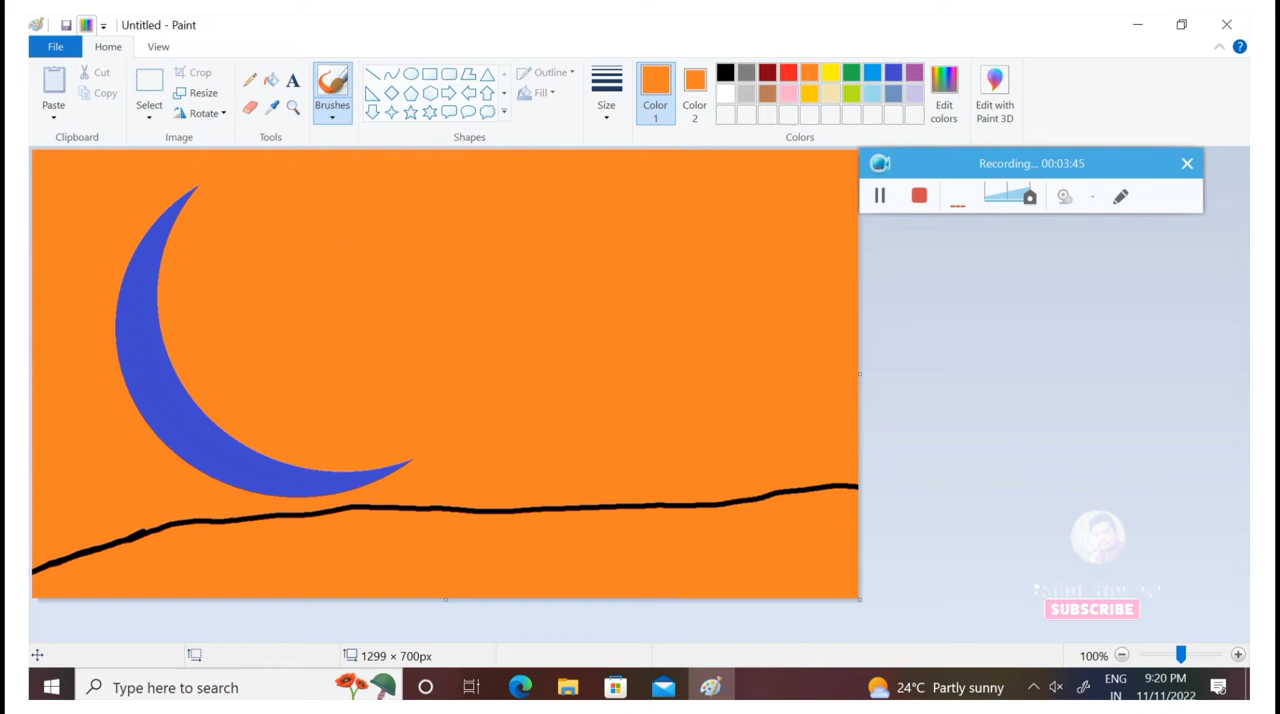 Untitled - Paint
File Home View
Paste Cut Copy Clipboard
Select Crop Resize Rotate Image
Tools
Brushes
Shapes
Outline Fill
Size
Color 1
Color 2
Colors
Edit colors
Edit with Paint 3D
Recording... 00:03:45
SUBSCRIBE
1299 × 700px
100%
Type here to search
24°C Partly sunny
ENG IN
9:20 PM
11/11/2022